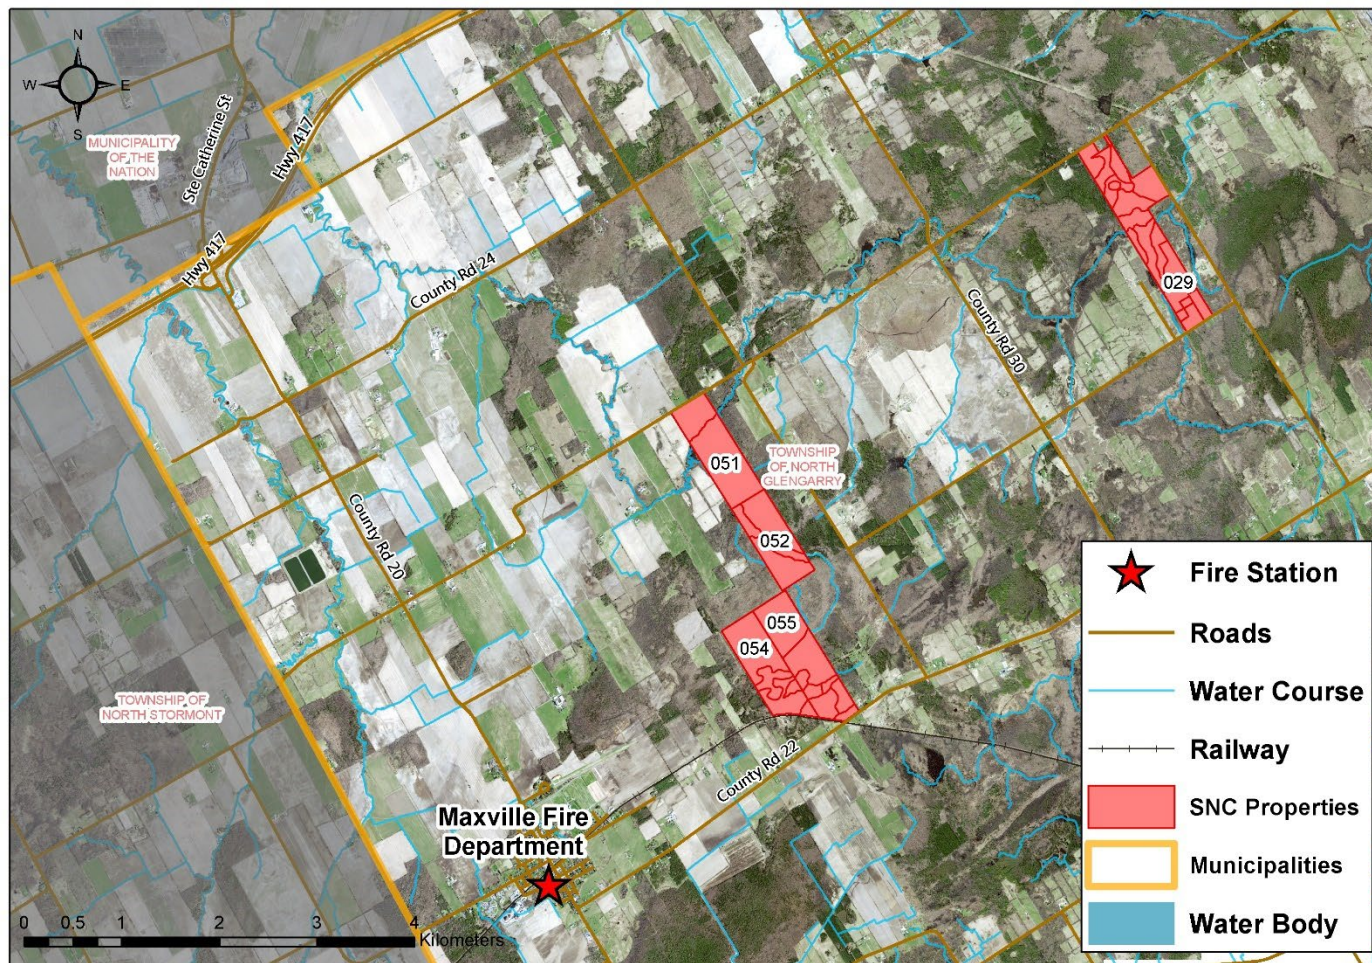 N
W E
S
MUNICIPALITY
OF THE
NATION
Ste Catherine St
Hwy 417
Hwy 417
County Rd 24
029
County Rd 30
051
TOWNSHIP
OF NORTH
GLENGARRY
052
County Rd 20
055
054
TOWNSHIP OF
NORTH STORMONT
County Rd 22
Maxville Fire
Department
0 0.5 1 2 3 4
Kilometers
Fire Station
Roads
Water Course
Railway
SNC Properties
Municipalities
Water Body